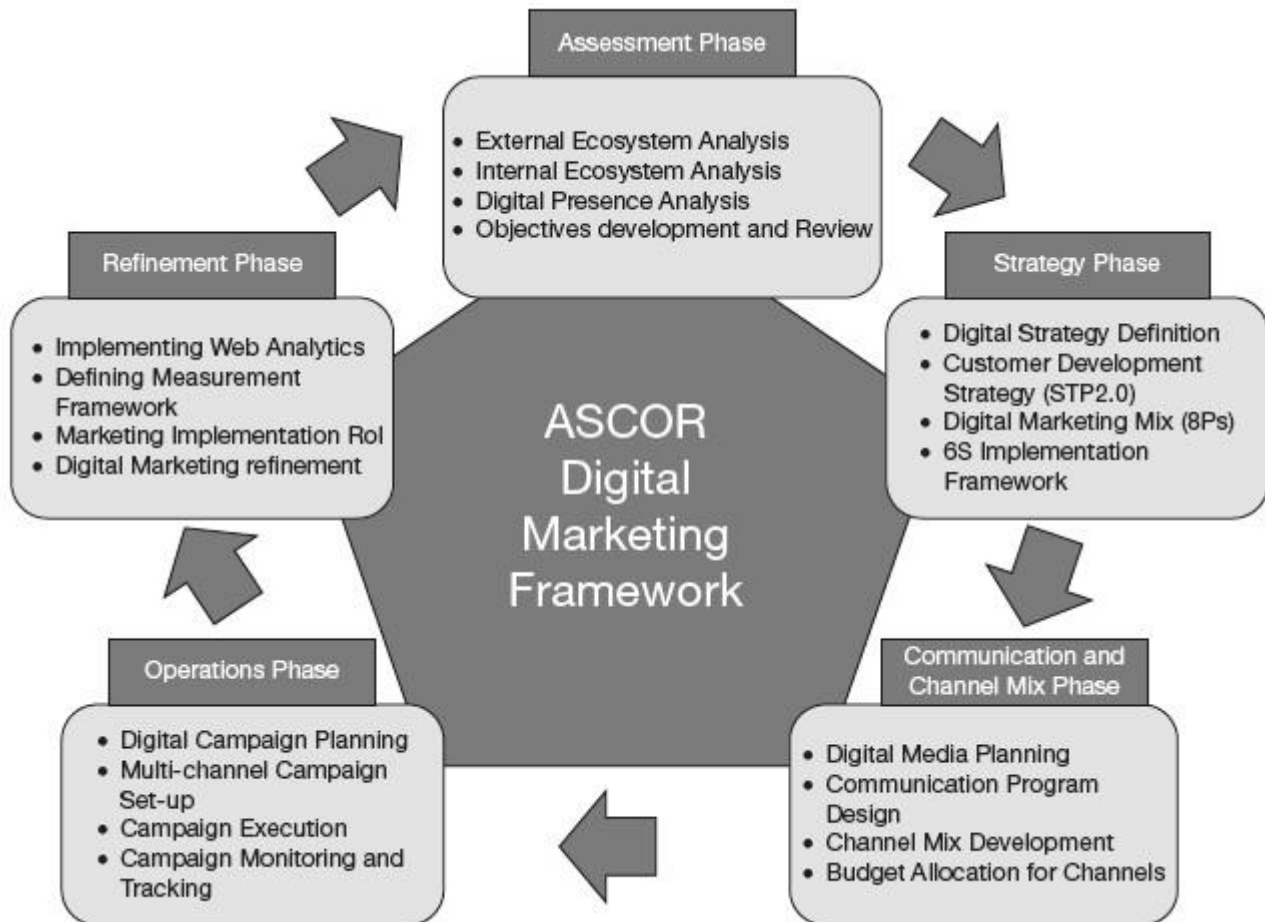 Assessment Phase
• External Ecosystem Analysis
• Internal Ecosystem Analysis
• Digital Presence Analysis
• Objectives development and Review
Strategy Phase
• Digital Strategy Definition
• Customer Development
Strategy (STP2.0)
• Digital Marketing Mix (8Ps)
• 6S Implementation
Framework
Communication and
Channel Mix Phase
• Digital Media Planning
• Communication Program
Design
• Channel Mix Development
• Budget Allocation for Channels
Operations Phase
• Digital Campaign Planning
• Multi-channel Campaign
Set-up
• Campaign Execution
• Campaign Monitoring and
Tracking
Refinement Phase
• Implementing Web Analytics
• Defining Measurement
Framework
• Marketing Implementation RoI
• Digital Marketing refinement
ASCOR
Digital
Marketing
Framework